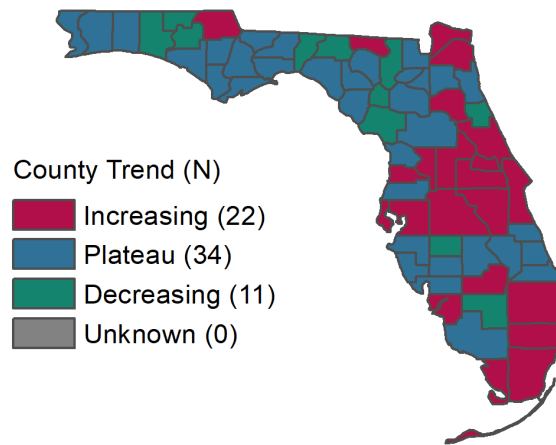 County Trend (N)
Increasing (22)
Plateau (34)
Decreasing (11)
Unknown (0)